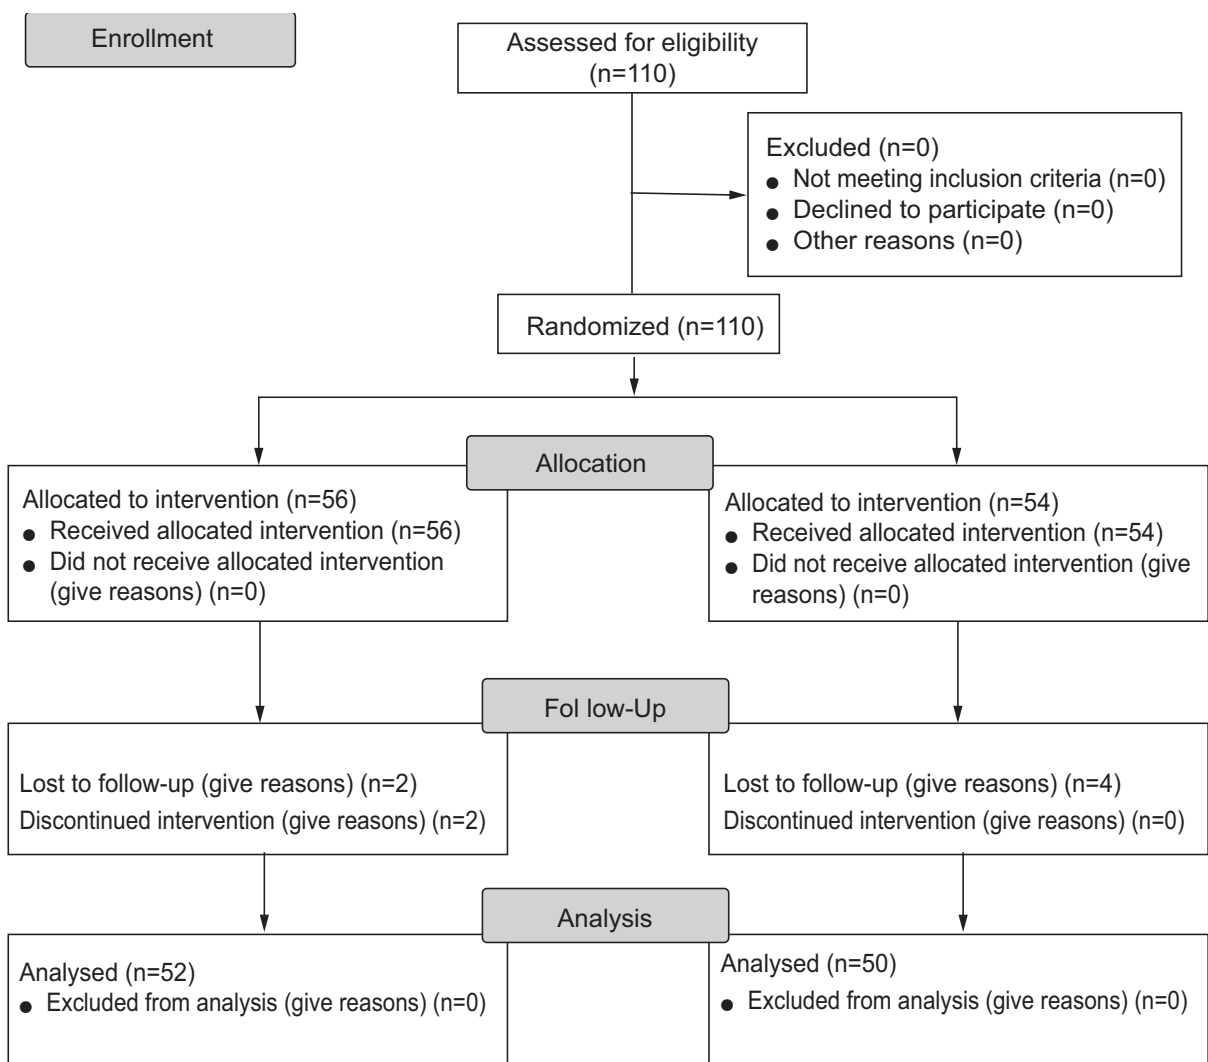 Enrollment
Assessed for eligibility
(n=110)
Excluded (n=0)
● Not meeting inclusion criteria (n=0)
● Declined to participate (n=0)
● Other reasons (n=0)
Randomized (n=110)
Allocation
Allocated to intervention (n=56)
● Received allocated intervention (n=56)
● Did not receive allocated intervention
(give reasons) (n=0)
Allocated to intervention (n=54)
● Received allocated intervention (n=54)
● Did not receive allocated intervention (give
reasons) (n=0)
Fol low-Up
Lost to follow-up (give reasons) (n=2)
Discontinued intervention (give reasons) (n=2)
Lost to follow-up (give reasons) (n=4)
Discontinued intervention (give reasons) (n=0)
Analysis
Analysed (n=52)
● Excluded from analysis (give reasons) (n=0)
Analysed (n=50)
● Excluded from analysis (give reasons) (n=0)